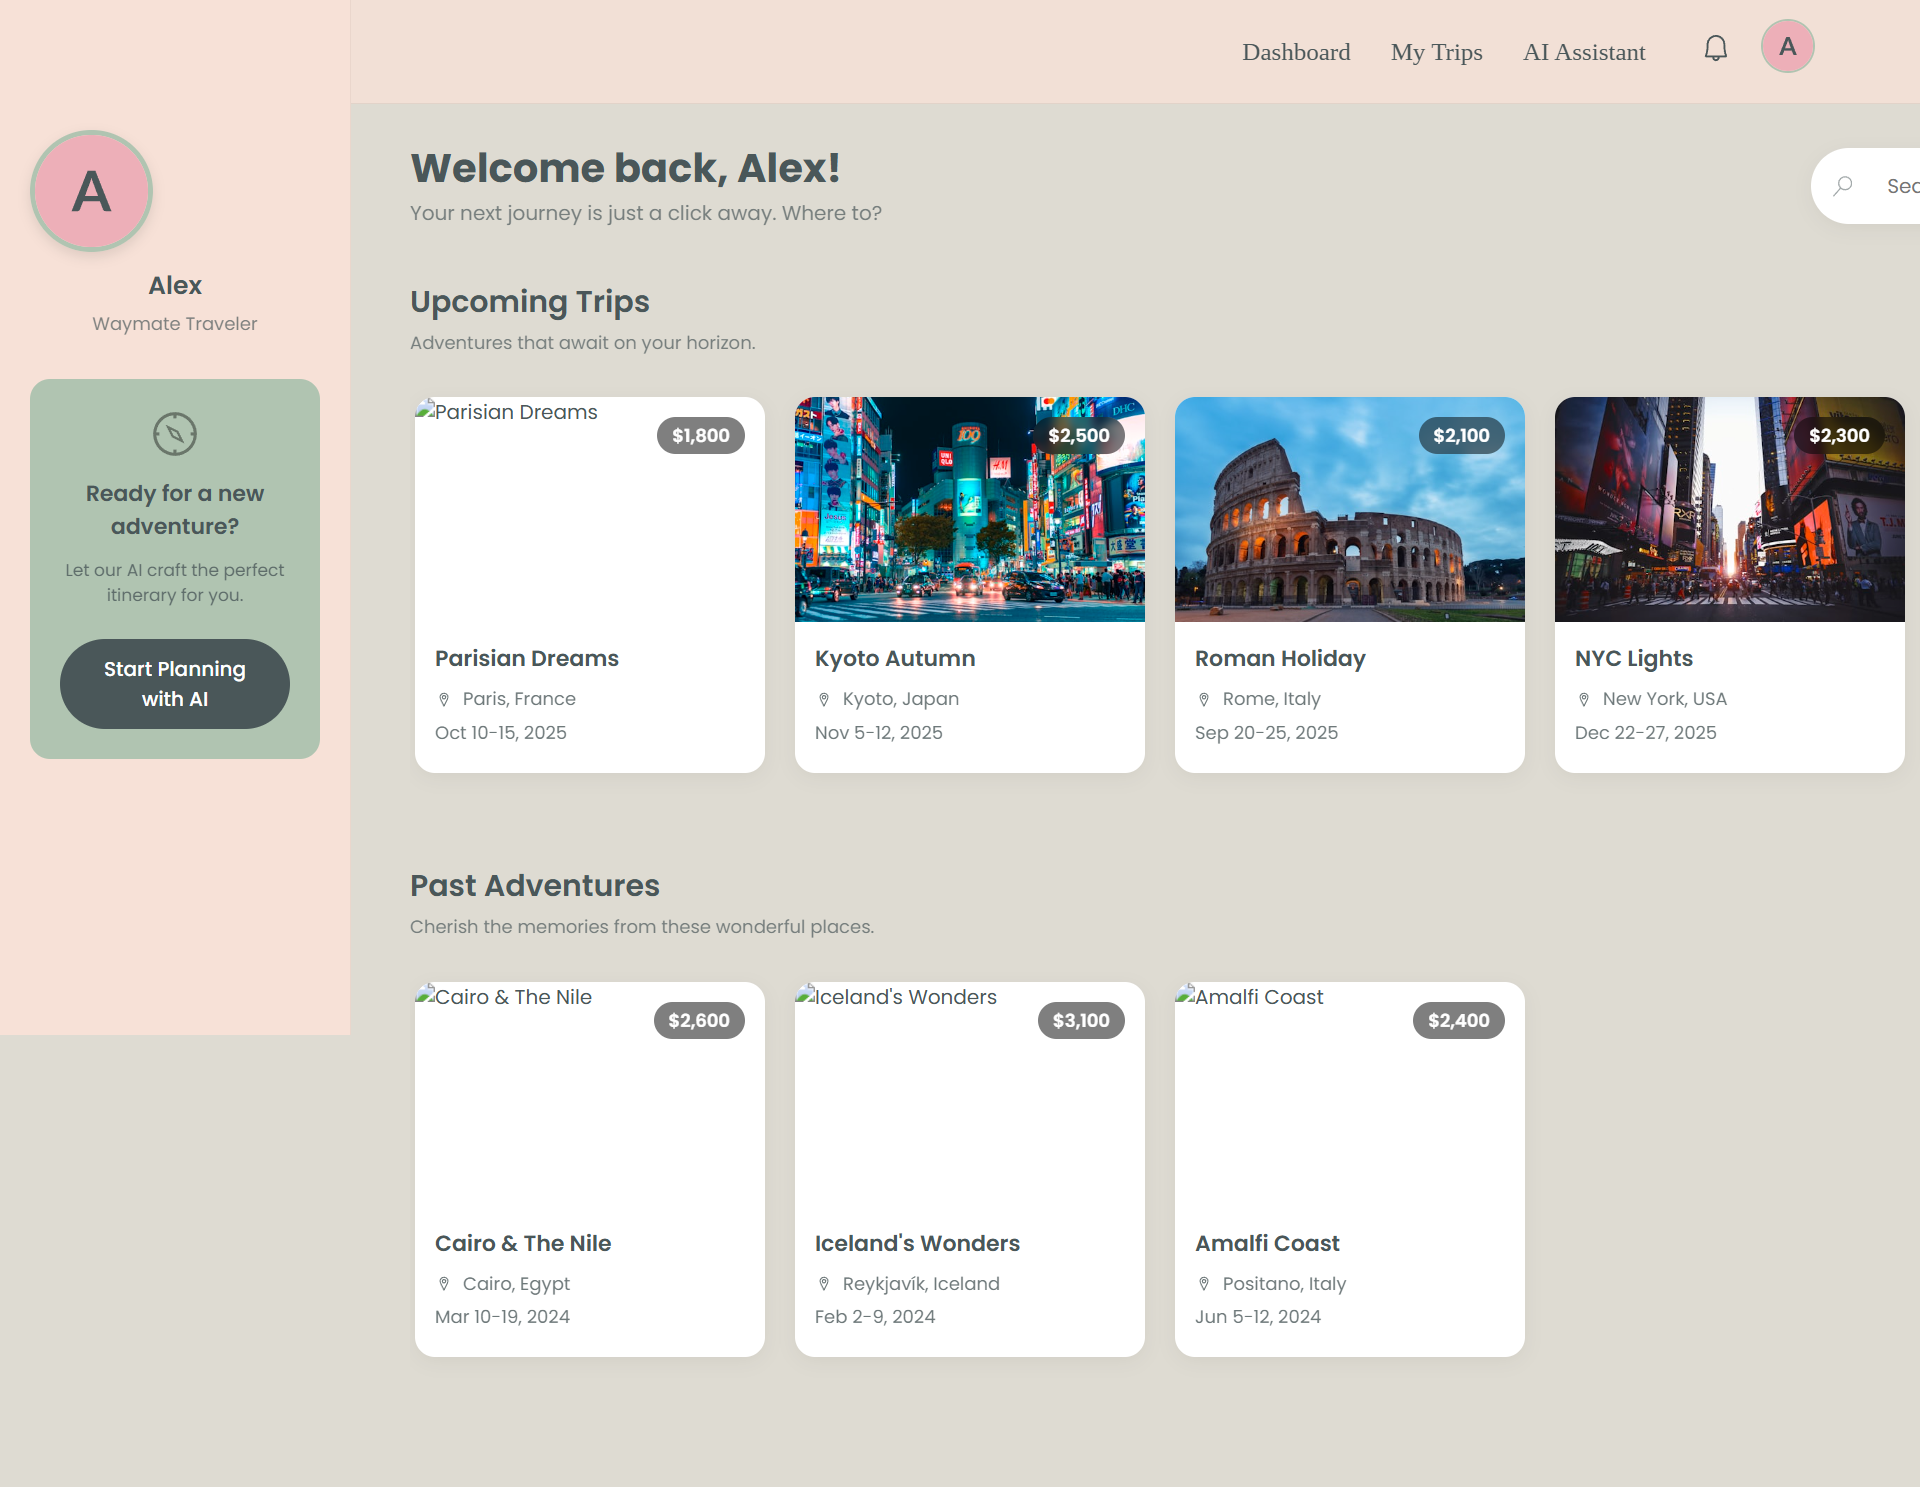 Dashboard
My Trips
AI Assistant
A
A
Alex
Waymate Traveler
Ready for a new
adventure?
Let our AI craft the perfect
itinerary for you.
Start Planning
with AI
Welcome back, Alex!
Your next journey is just a click away. Where to?
Upcoming Trips
Adventures that await on your horizon.
Parisian Dreams
$1,800
Parisian Dreams
Paris, France
Oct 10-15, 2025
109
UNI
QLO
H.M
DHC
$2,500
Kyoto Autumn
Kyoto, Japan
Nov 5-12, 2025
$2,100
Roman Holiday
Rome, Italy
Sep 20-25, 2025
$2,300
NYC Lights
New York, USA
Dec 22-27, 2025
Past Adventures
Cherish the memories from these wonderful places.
Cairo & The Nile
$2,600
Cairo & The Nile
Cairo, Egypt
Mar 10-19, 2024
Iceland's Wonders
$3,100
Iceland's Wonders
Reykjavík, Iceland
Feb 2-9, 2024
Amalfi Coast
$2,400
Amalfi Coast
Positano, Italy
Jun 5-12, 2024